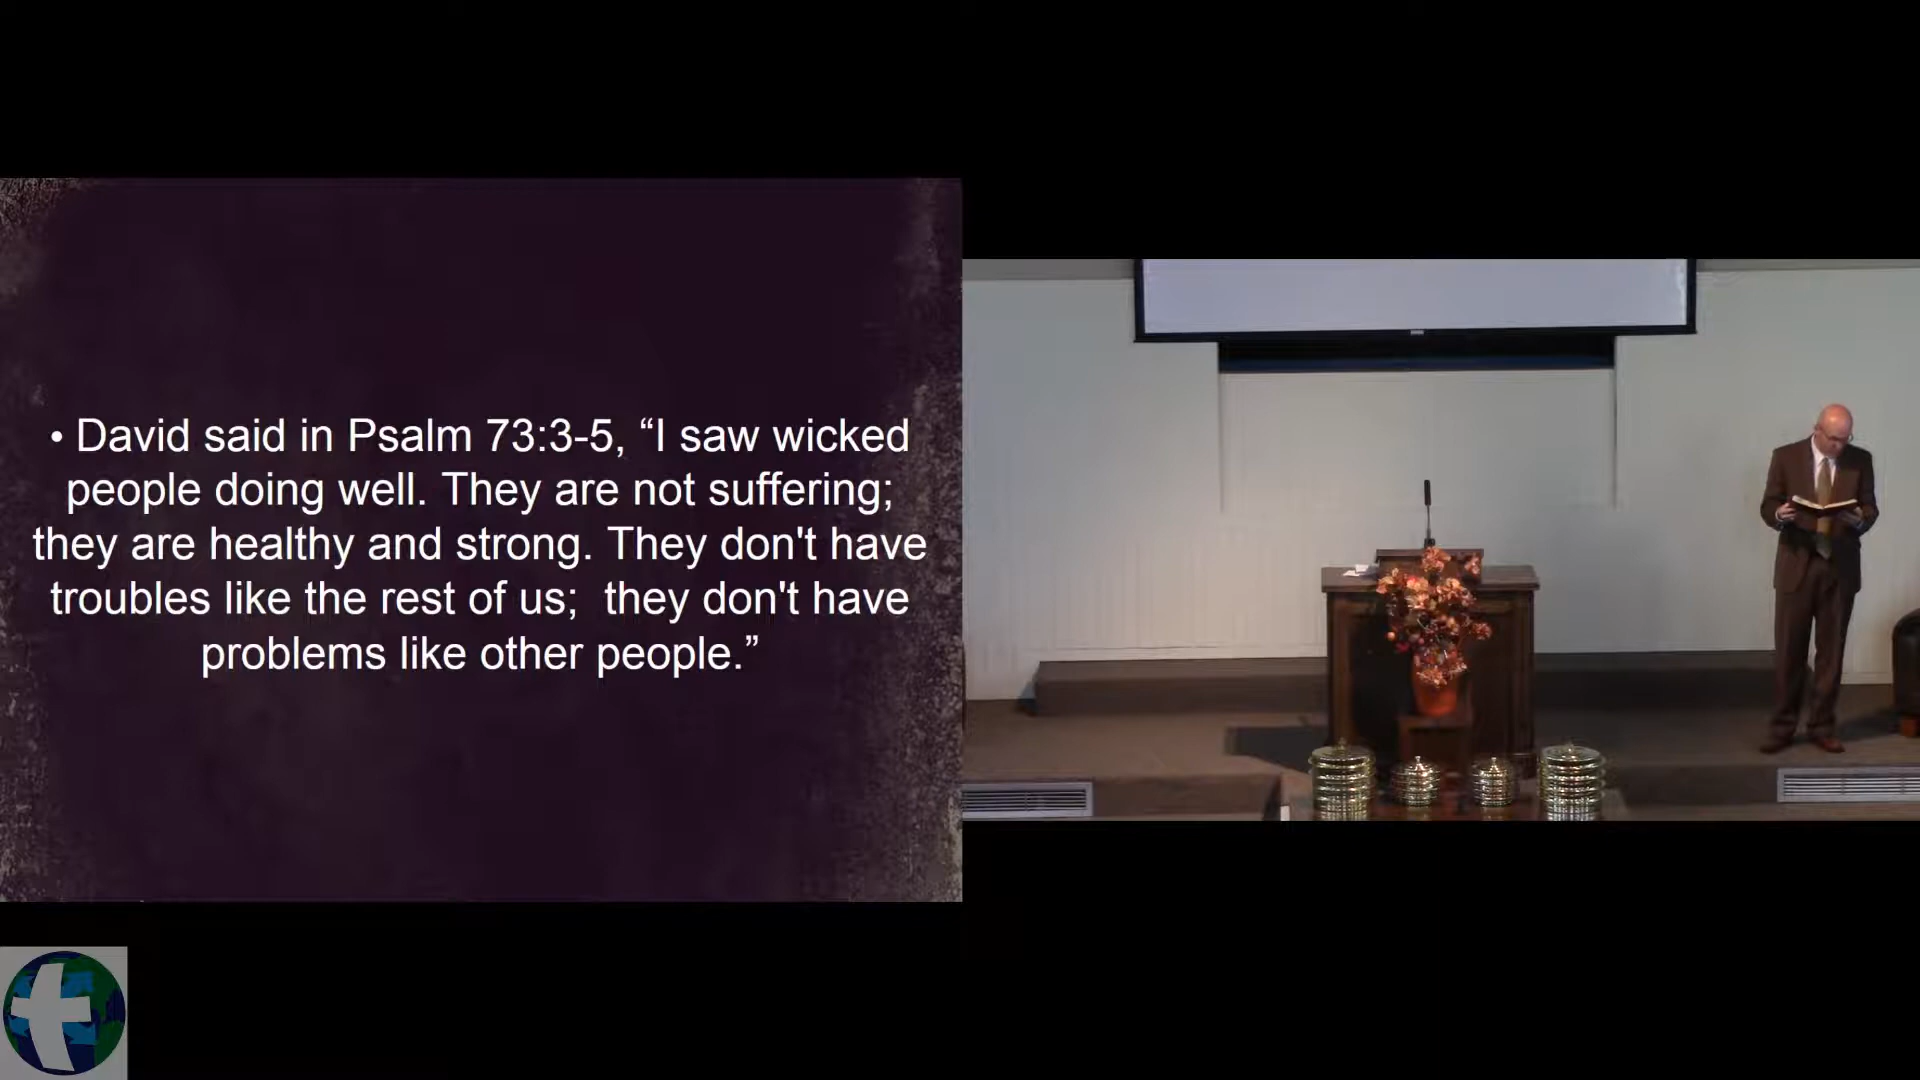 • David said in Psalm 73:3-5, “I saw wicked
people doing well. They are not suffering;
they are healthy and strong. They don't have
troubles like the rest of us;  they don't have
problems like other people.”